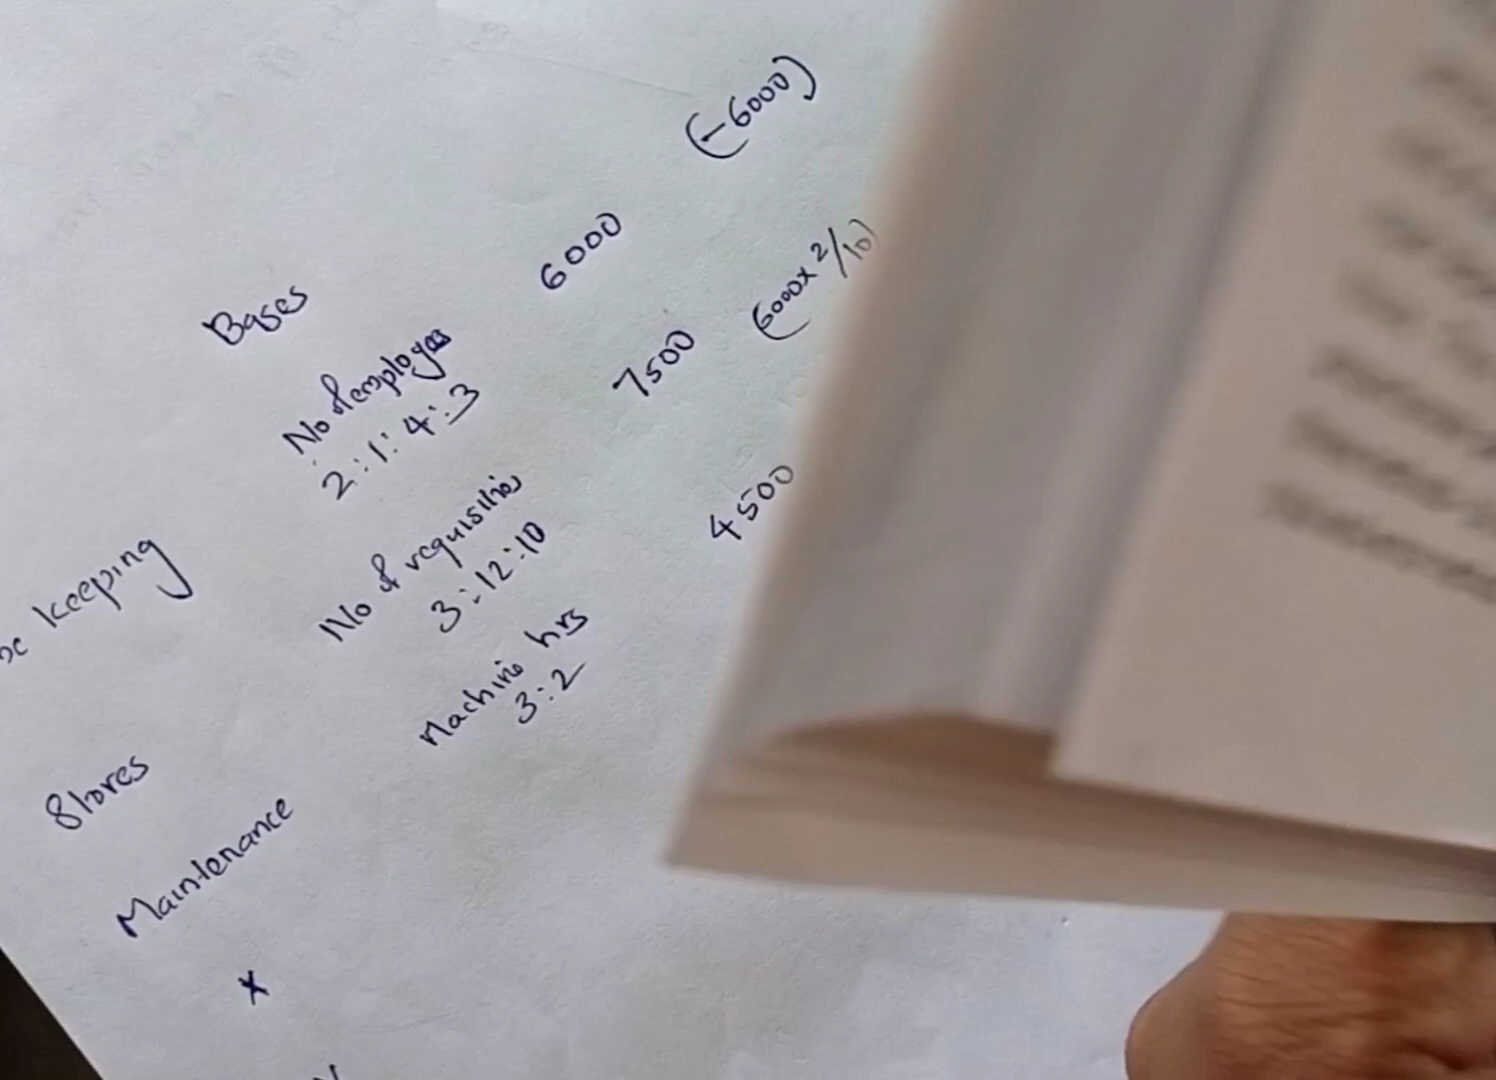 Bases
(-6000)
keeping
No of employees
6000
2:1:4:3
Stores
No of requisitio
7500
(6000x2/10)
3:12:10
Maintenance
Machine hrs
4500
3:2
X